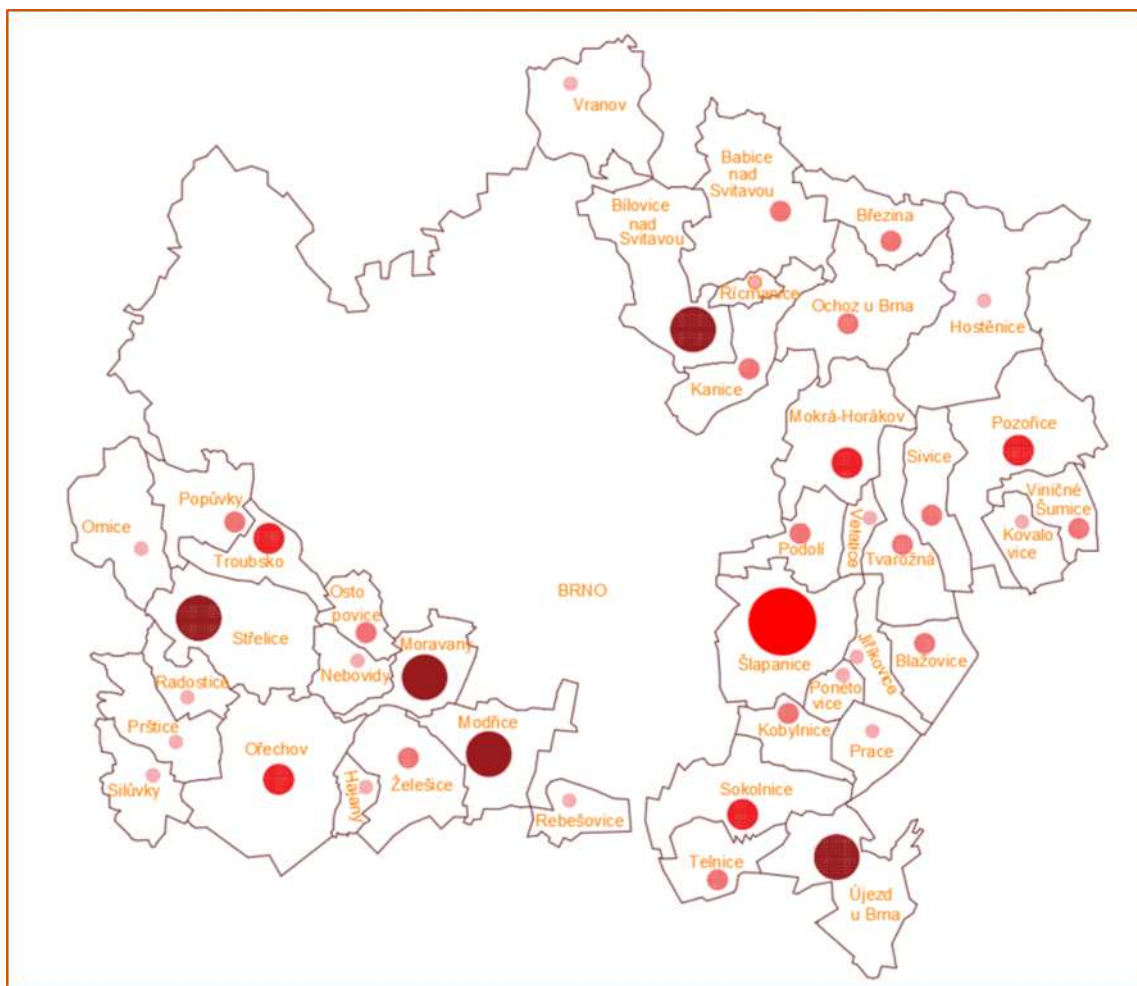 Vranov
Babice
nad
Svitavou
Bílovice
nad
Svitavou
Březina
Řícmanice
Ochoz u Brna
Hostěnice
Kanice
Mokrá-Horákov
Pozořice
Sivice
Viničné
Šumice
Kovalo
vice
Popůvky
Omice
Troubsko
Podolí
Velatice
Tvarožná
Osto
povice
BRNO
Střelice
Moravany
Nebovidy
Šlapanice
Jiříkovice
Blažovice
Radostice
Poněto
vice
Prštice
Modřice
Kobylnice
Prace
Ořechov
Silůvky
Hajany
Želešice
Sokolnice
Rebešovice
Telnice
Újezd
u Brna